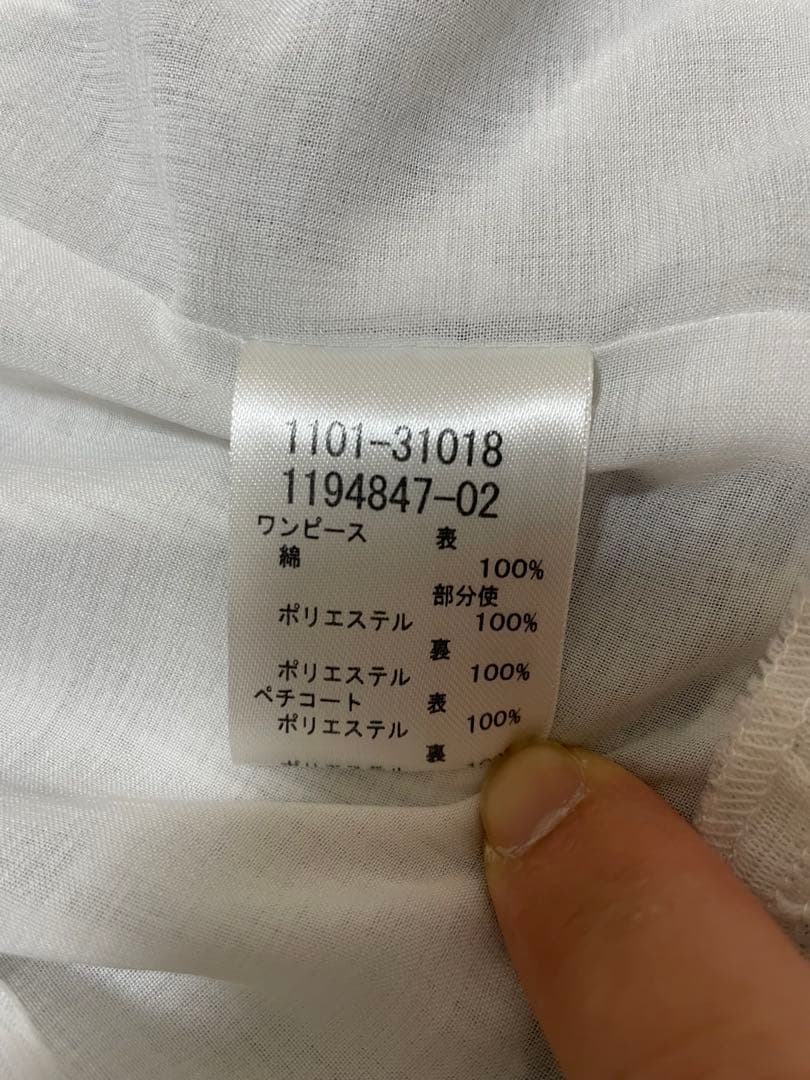 1101-31018
1194847-02
ワンピース 表
綿 100%
部分使
ポリエステル 100%
裏
ポリエステル 100%
ペチコート 表
ポリエステル 100%
裏